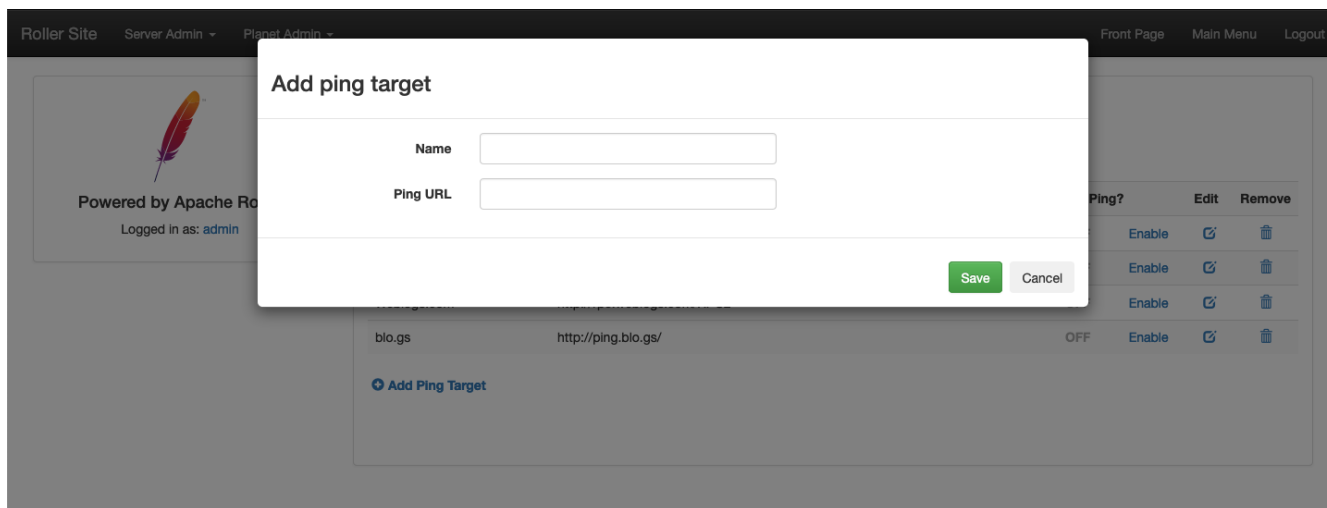 Roller Site Server Admin Planet Admin Front Page Main Menu Logout
Add ping target
Name
Ping URL
Save Cancel
Powered by Apache Ro
Logged in as: admin
Ping? Edit Remove
Enable
Enable
Enable
blo.gs http://ping.blo.gs/ OFF Enable
Add Ping Target